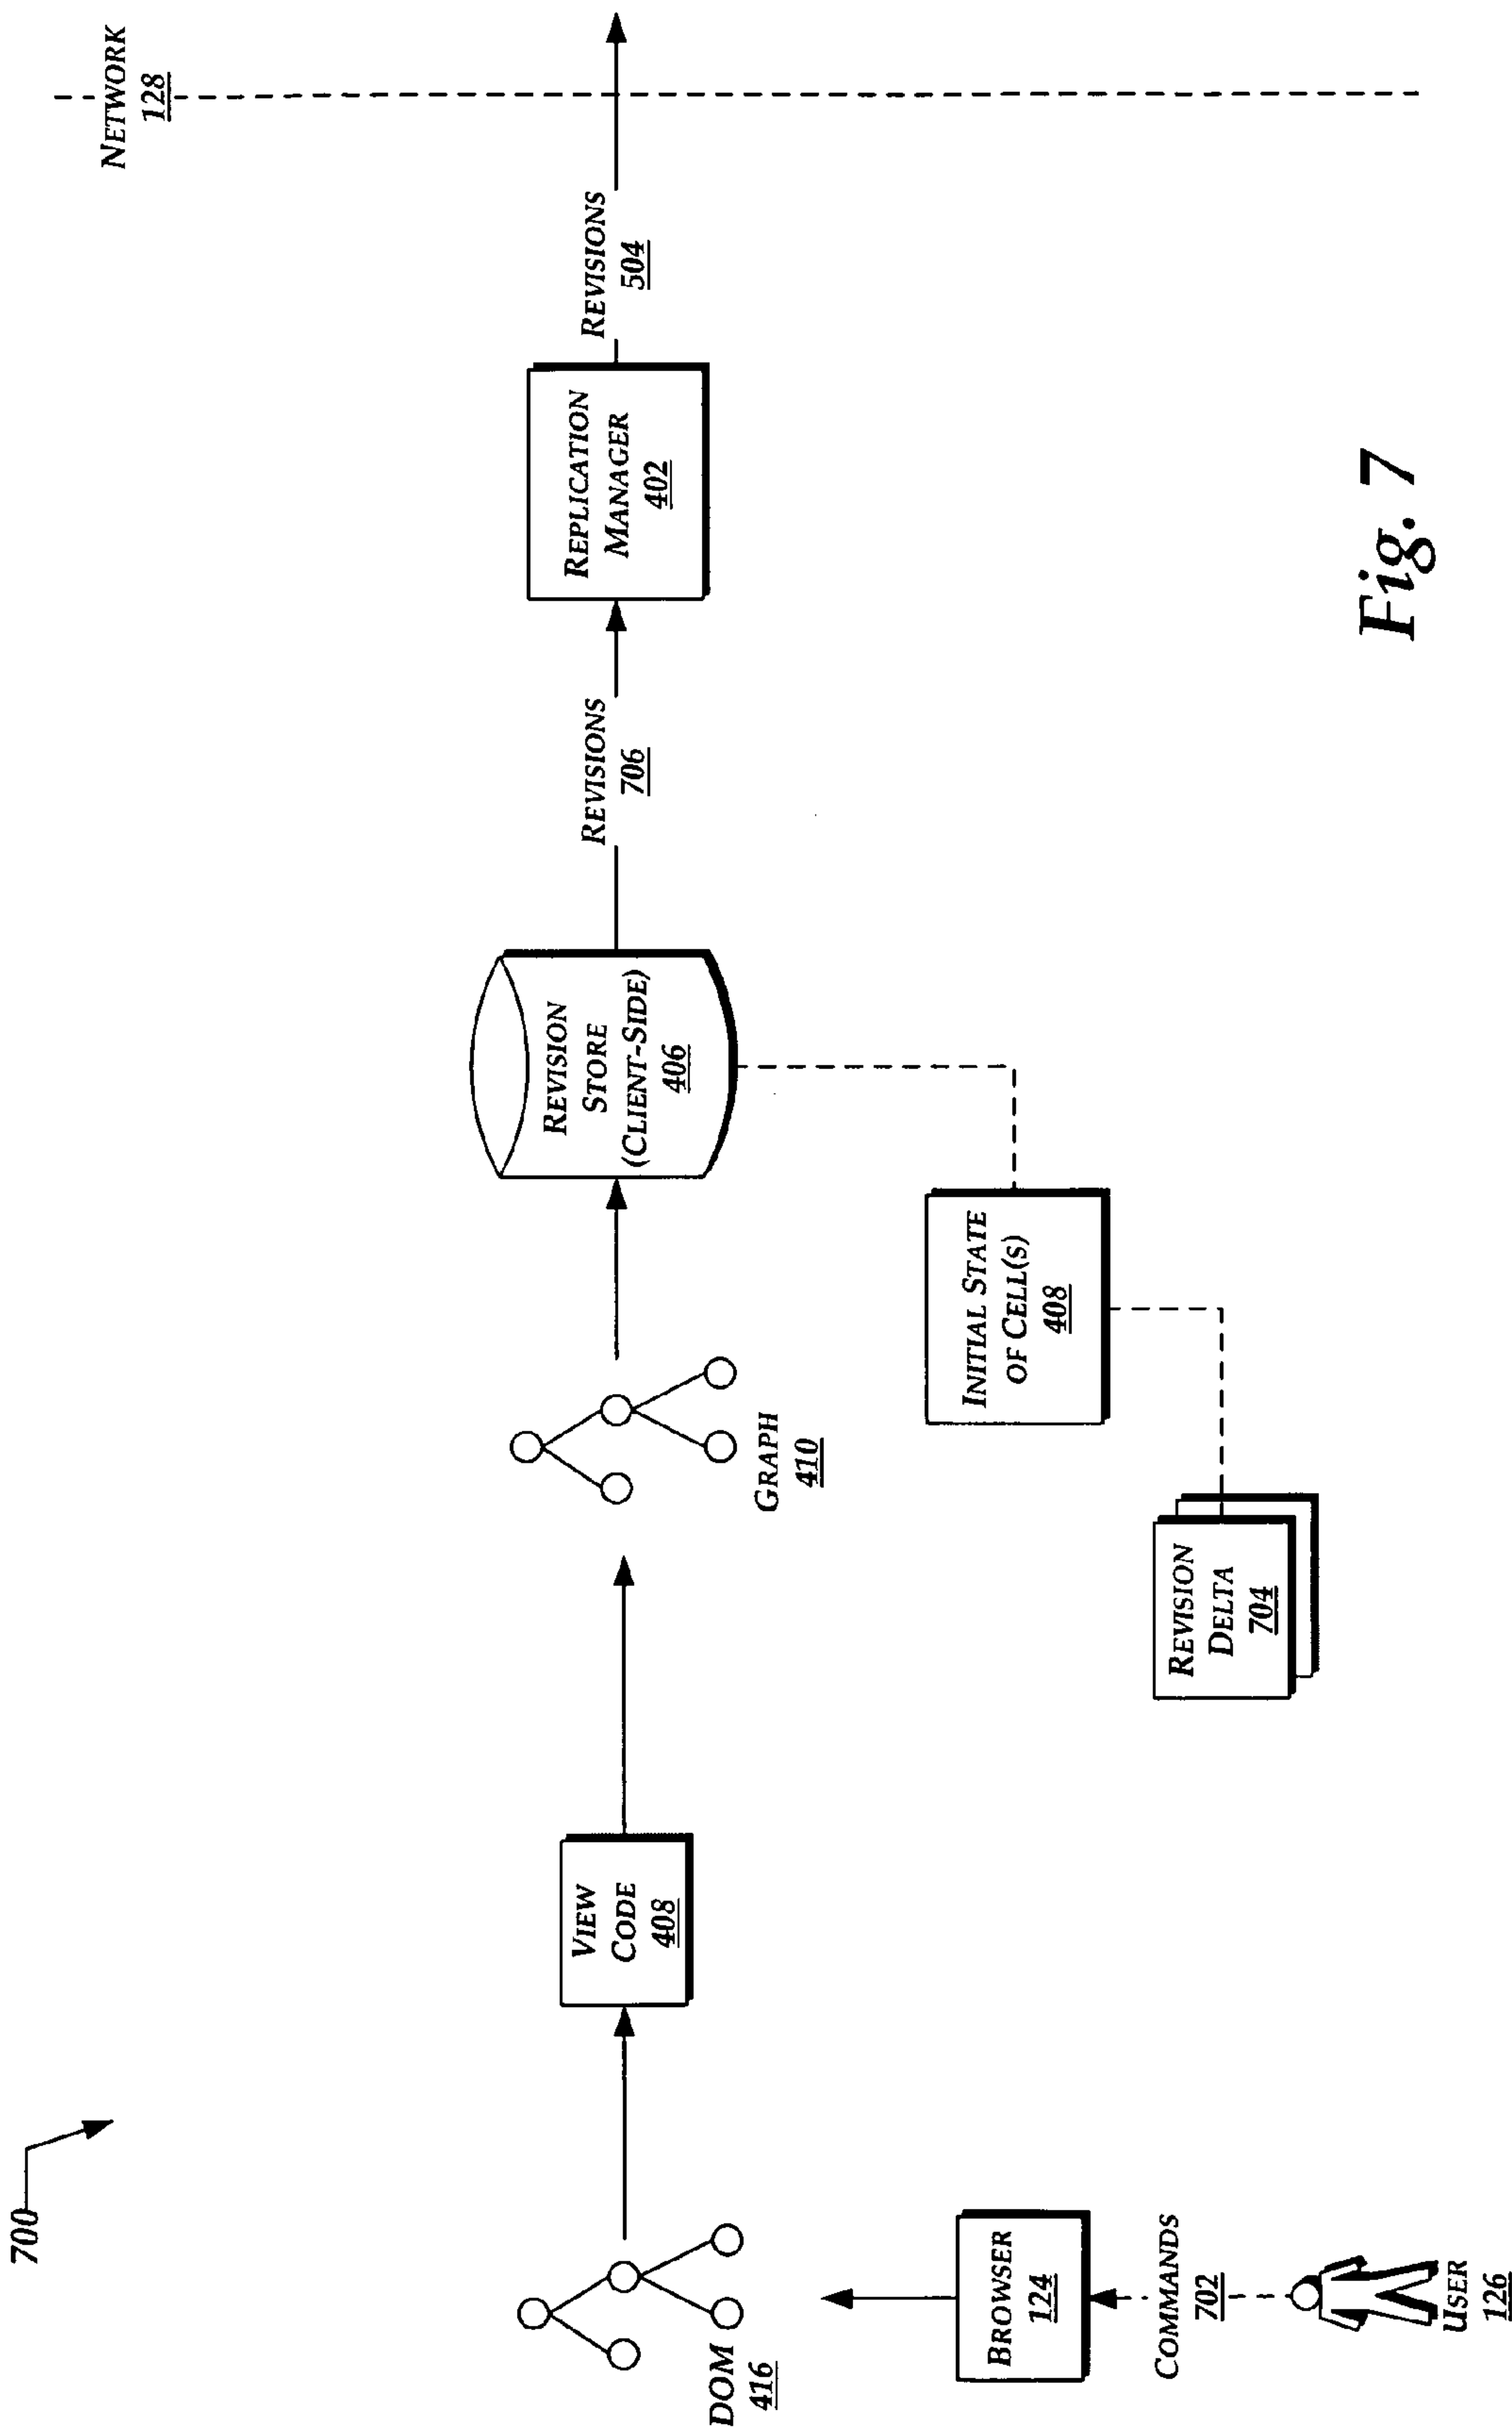 700
NETWORK
128
DOM
416
VIEW
CODE
408
GRAPH
410
REVISION
STORE
(CLIENT-SIDE)
406
REVISIONS
706
REPLICATION
MANAGER
402
REVISIONS
504
BROWSER
124
COMMANDS
702
USER
126
INITIAL STATE
OF CELL(S)
408
REVISION
DELTA
704
Fig. 7